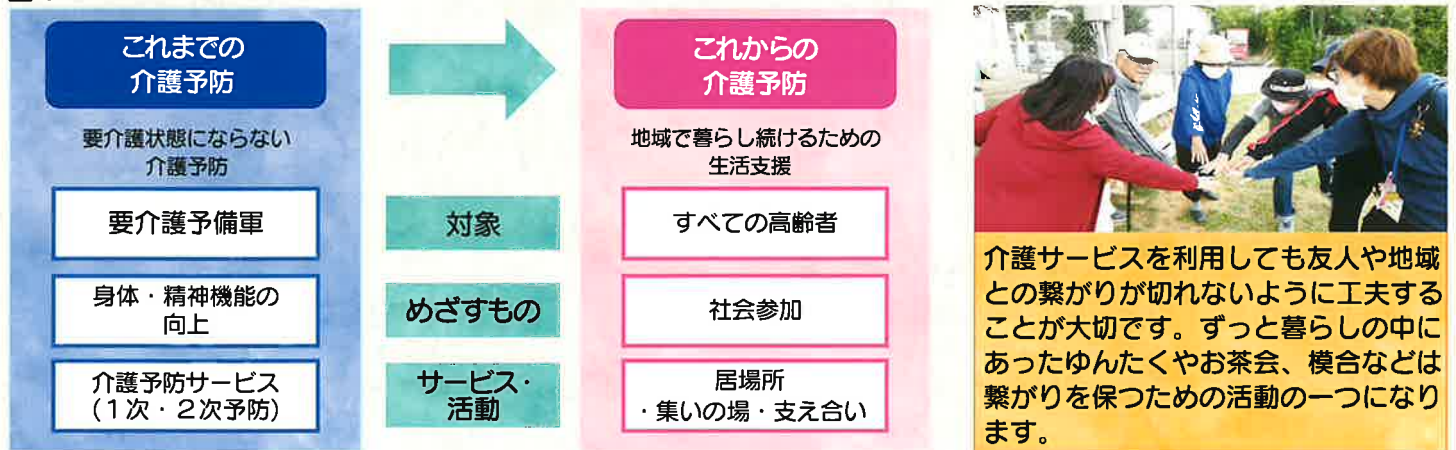 これまでの
介護予防
要介護状態にならない
介護予防
要介護予備軍
身体・精神機能の
向上
介護予防サービス
(1次・2次予防)
対象
めざすもの
サービス・
活動
これからの
介護予防
地域で暮らし続けるための
生活支援
すべての高齢者
社会参加
居場所
・集いの場・支え合い
介護サービスを利用しても友人や地域
との繋がりが切れないように工夫する
ことが大切です。ずっと暮らしの中に
あったゆんたくやお茶会、模合などは
繋がりを保つための活動の一つになり
ます。